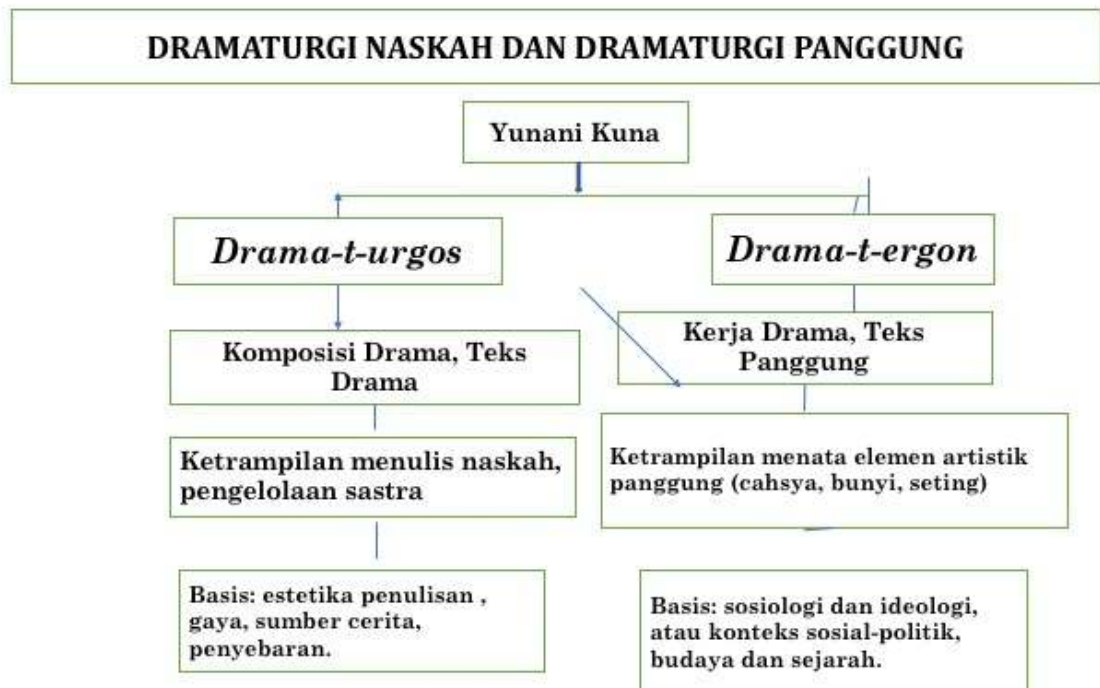 DRAMATURGI NASKAH DAN DRAMATURGI PANGGUNG
Yunani Kuna
Drama-t-urgos
Drama-t-ergon
Komposisi Drama, Teks
Drama
Kerja Drama, Teks
Panggung
Ketrampilan menulis naskah,
pengelolaan sastra
Ketrampilan menata elemen artistik
panggung (cahsya, bunyi, seting)
Basis: estetika penulisan ,
gaya, sumber cerita,
penyebaran.
Basis: sosiologi dan ideologi,
atau konteks sosial-politik,
budaya dan sejarah.